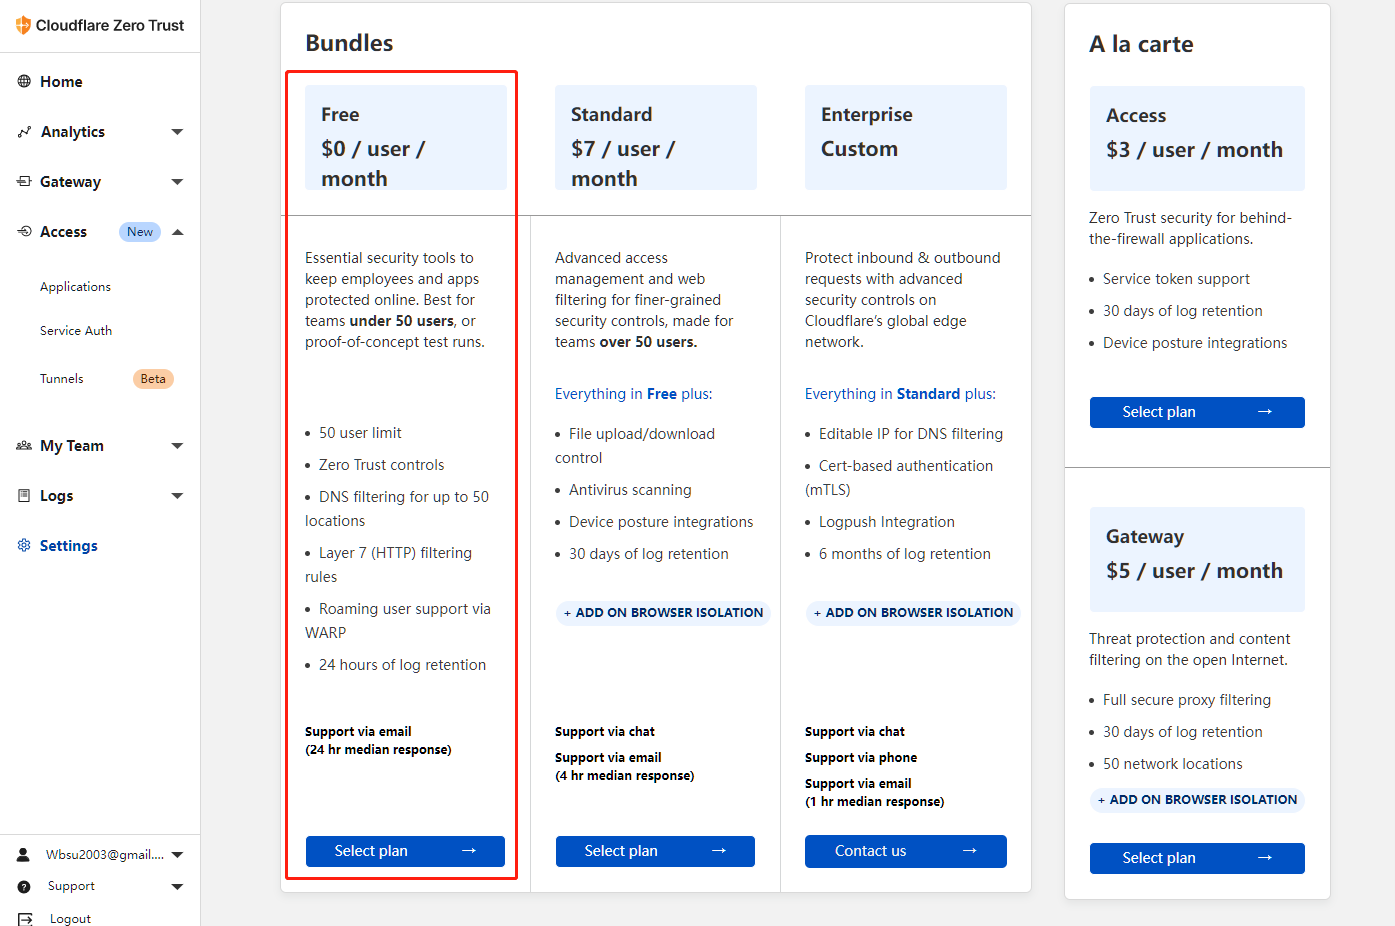 Cloudflare Zero Trust
Home
Analytics
Gateway
Access New
Applications
Service Auth
Tunnels Beta
My Team
Logs
Settings
Wbsu2003@gmail....
Support
Logout
Bundles
Free
$0 / user /
month
Essential security tools to
keep employees and apps
protected online. Best for
teams under 50 users, or
proof-of-concept test runs.
• 50 user limit
• Zero Trust controls
• DNS filtering for up to 50
locations
• Layer 7 (HTTP) filtering
rules
• Roaming user support via
WARP
• 24 hours of log retention
Support via email
(24 hr median response)
Select plan →
Standard
$7 / user /
month
Advanced access
management and web
filtering for finer-grained
security controls, made for
teams over 50 users.
Everything in Free plus:
• File upload/download
control
• Antivirus scanning
• Device posture integrations
• 30 days of log retention
+ ADD ON BROWSER ISOLATION
Support via chat
Support via email
(4 hr median response)
Select plan →
Enterprise
Custom
Protect inbound & outbound
requests with advanced
security controls on
Cloudflare’s global edge
network.
Everything in Standard plus:
• Editable IP for DNS filtering
• Cert-based authentication
(mTLS)
• Logpush Integration
• 6 months of log retention
+ ADD ON BROWSER ISOLATION
Support via chat
Support via phone
Support via email
(1 hr median response)
Contact us →
A la carte
Access
$3 / user / month
Zero Trust security for behind-
the-firewall applications.
• Service token support
• 30 days of log retention
• Device posture integrations
Select plan →
Gateway
$5 / user / month
Threat protection and content
filtering on the open Internet.
• Full secure proxy filtering
• 30 days of log retention
• 50 network locations
+ ADD ON BROWSER ISOLATION
Select plan →